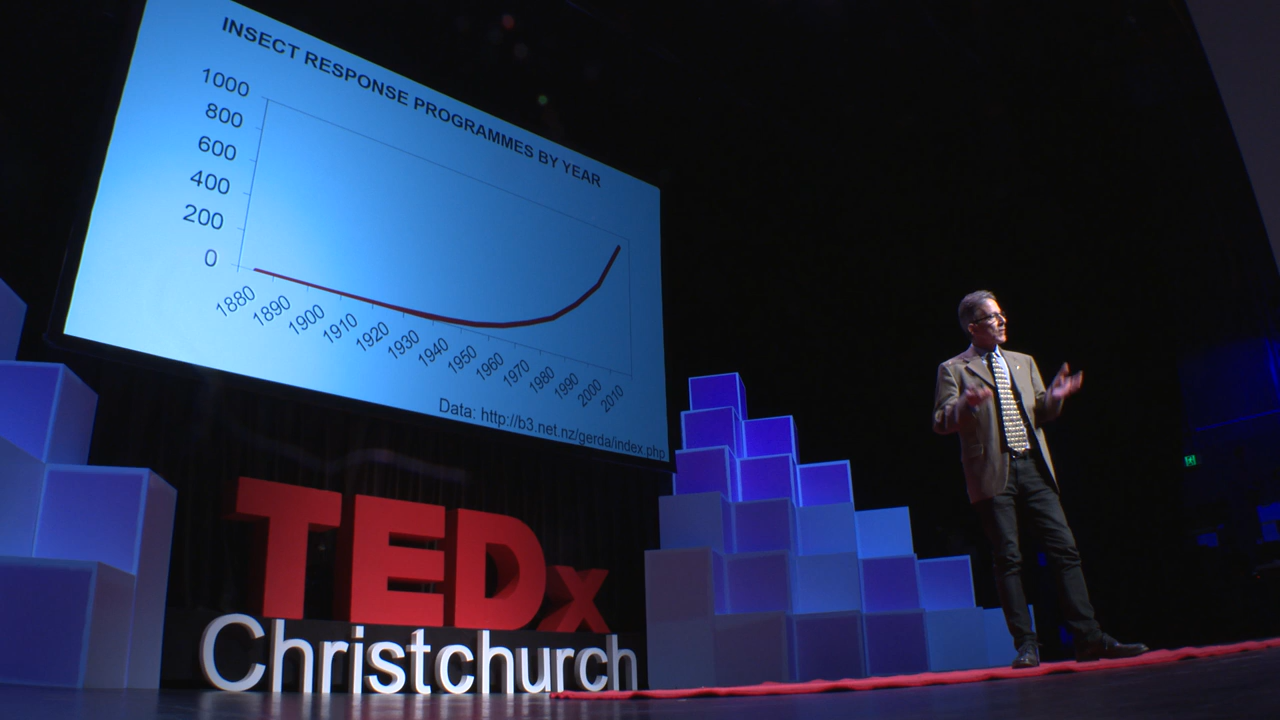 INSECT RESPONSE PROGRAMMES BY YEAR
1000
800
600
400
200
0
1880 1890 1900 1910 1920 1930 1940 1950 1960 1970 1980 1990 2000 2010
Data: http://b3.net.nz/gerda/index.php
TEDx
Christchurch